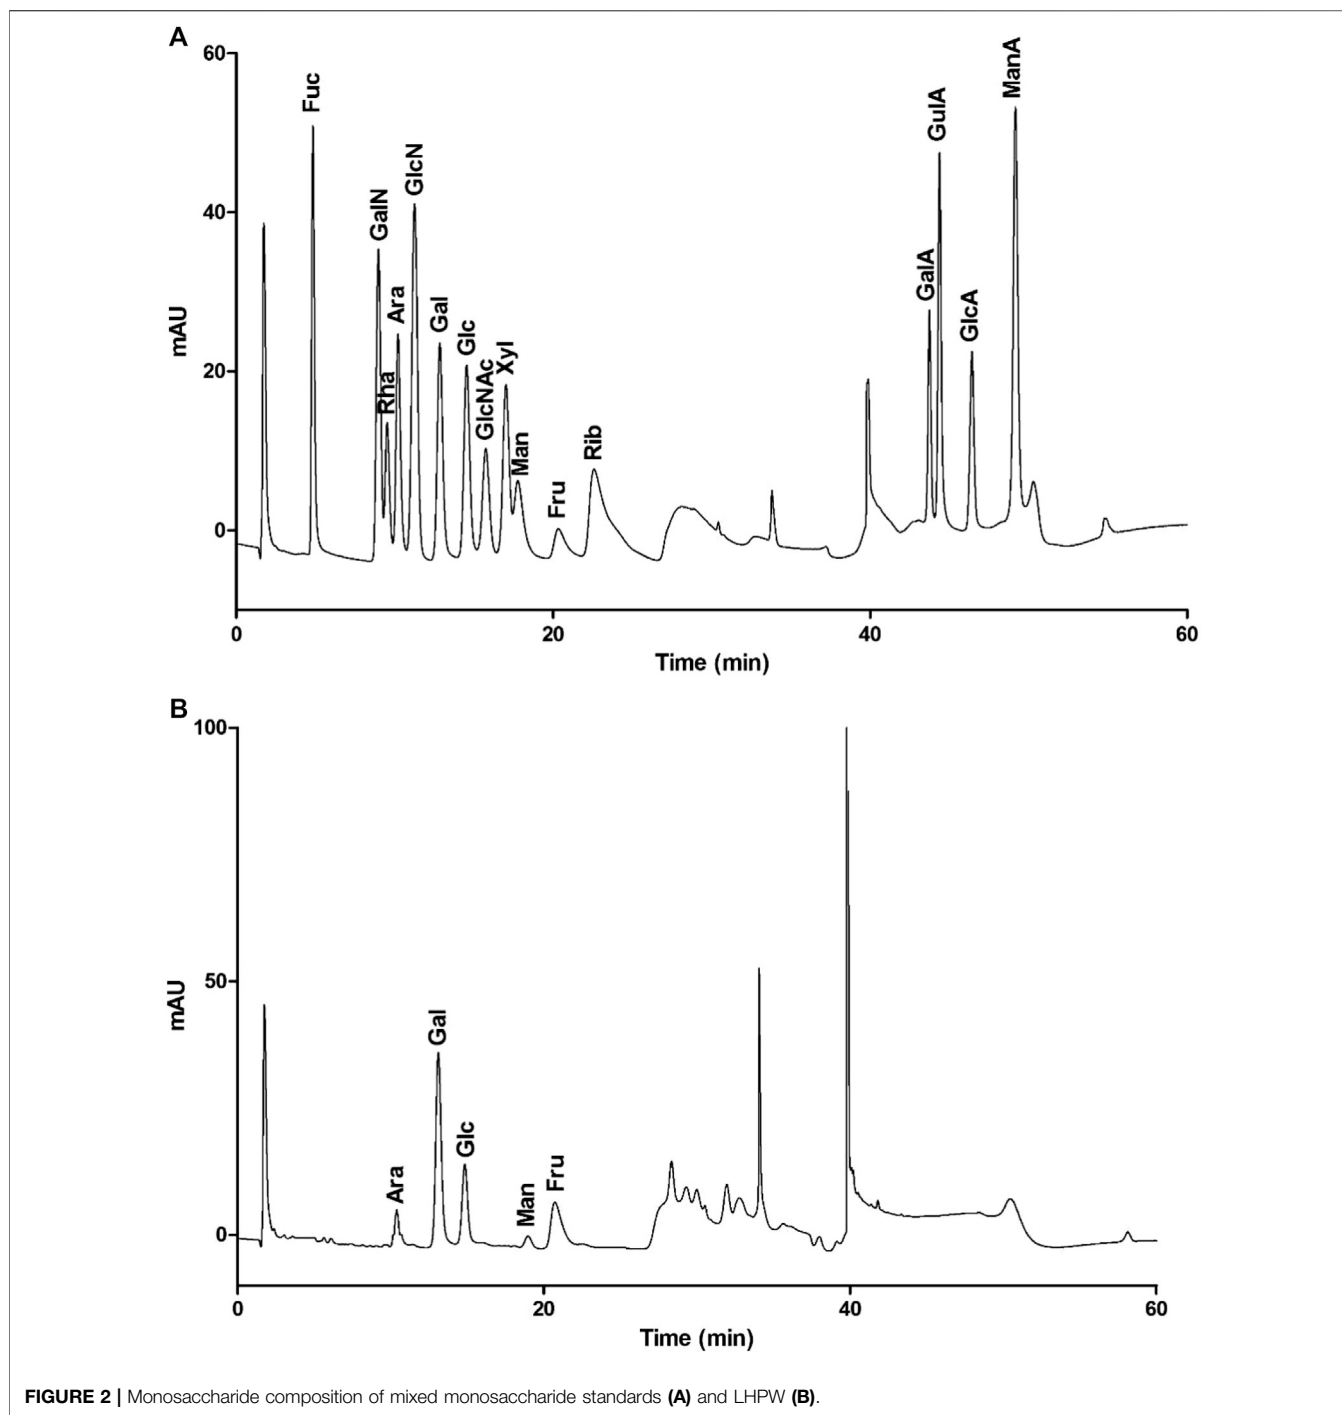 A
60
40
20
0
mAU
Fuc
GalN
Rha
Ara
GlcN
Gal
Glc
GlcNAc
Xyl
Man
Fru
Rib
GalA
GulA
GlcA
ManA
0 20 40 60
Time (min)
B
100
50
0
mAU
Ara
Gal
Glc
Man
Fru
0 20 40 60
Time (min)
FIGURE 2 | Monosaccharide composition of mixed monosaccharide standards (A) and LHPW (B).